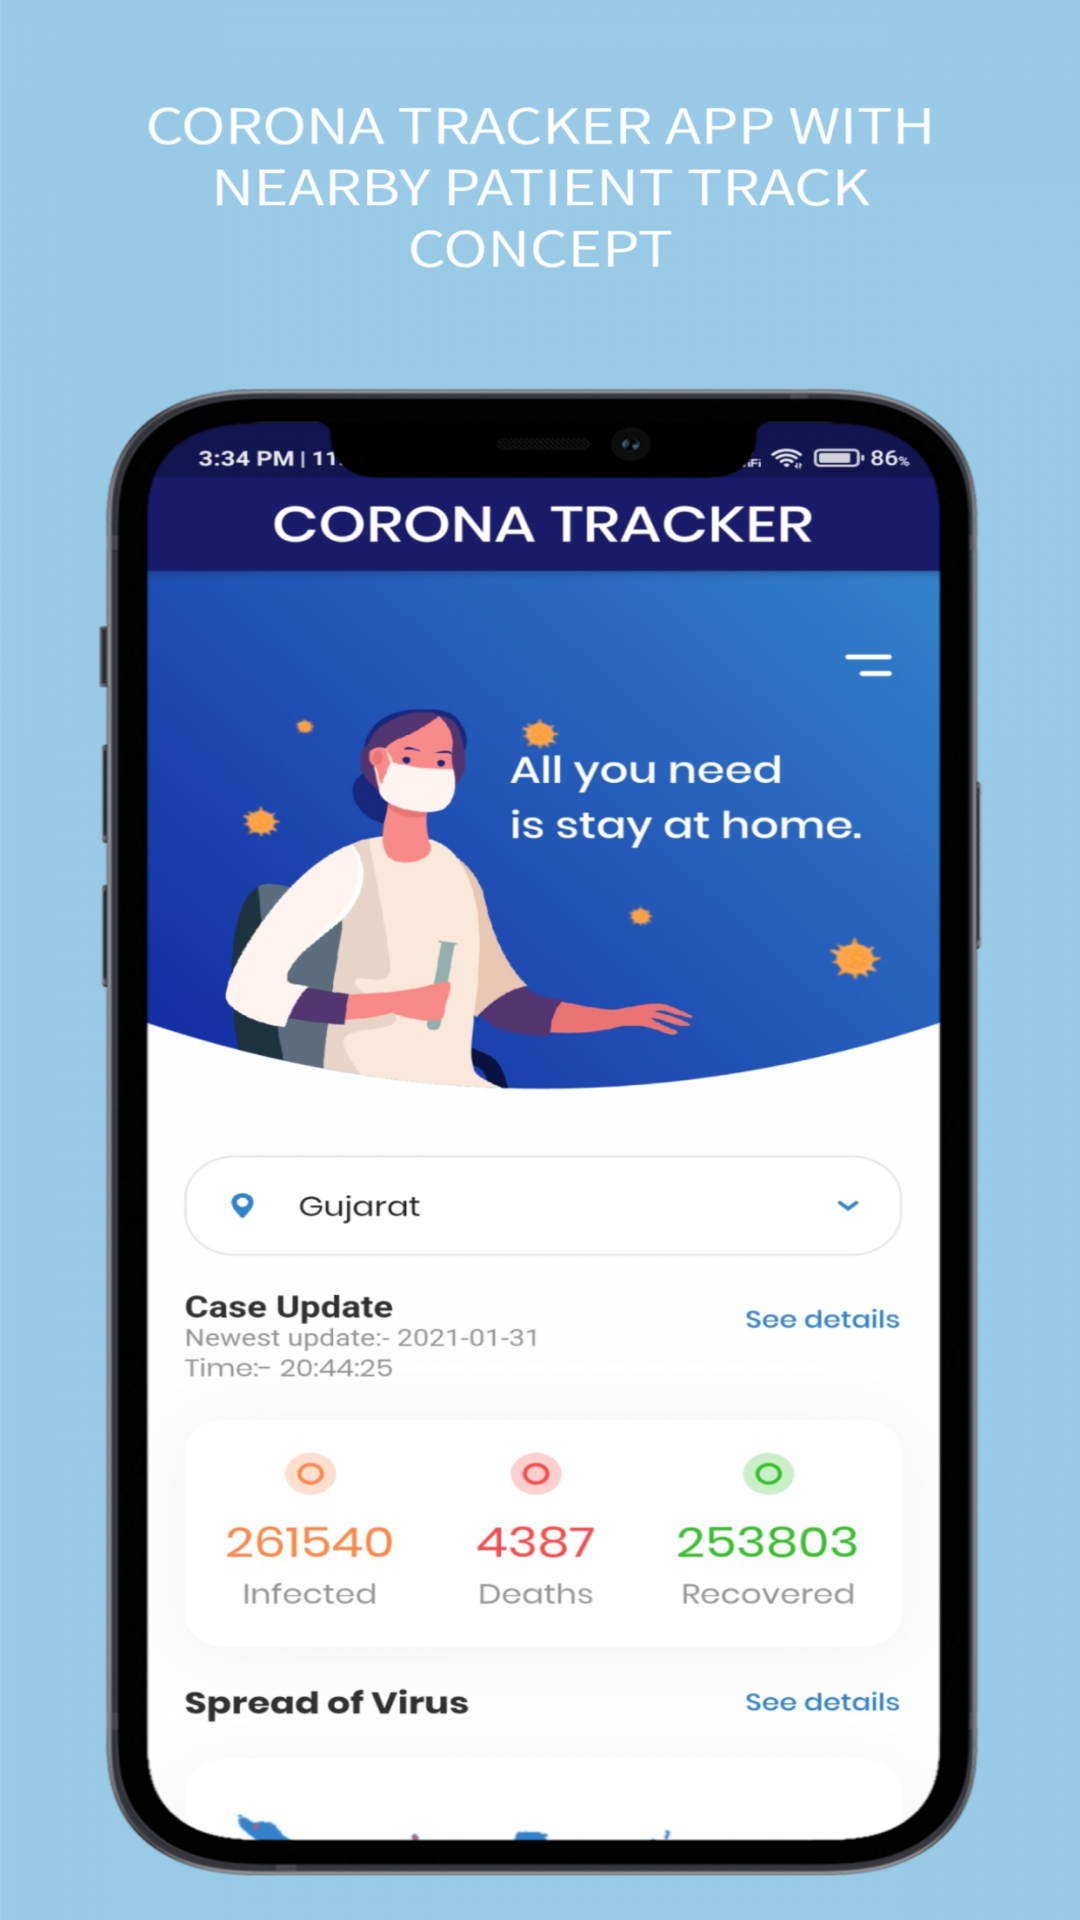 CORONA TRACKER APP WITH
NEARBY PATIENT TRACK
CONCEPT
3:34 PM | 11. 86%
CORONA TRACKER
All you need
is stay at home.
Gujarat
Case Update
See details
Newest update:- 2021-01-31
Time:- 20:44:25
261540 4387 253803
Infected Deaths Recovered
Spread of Virus See details